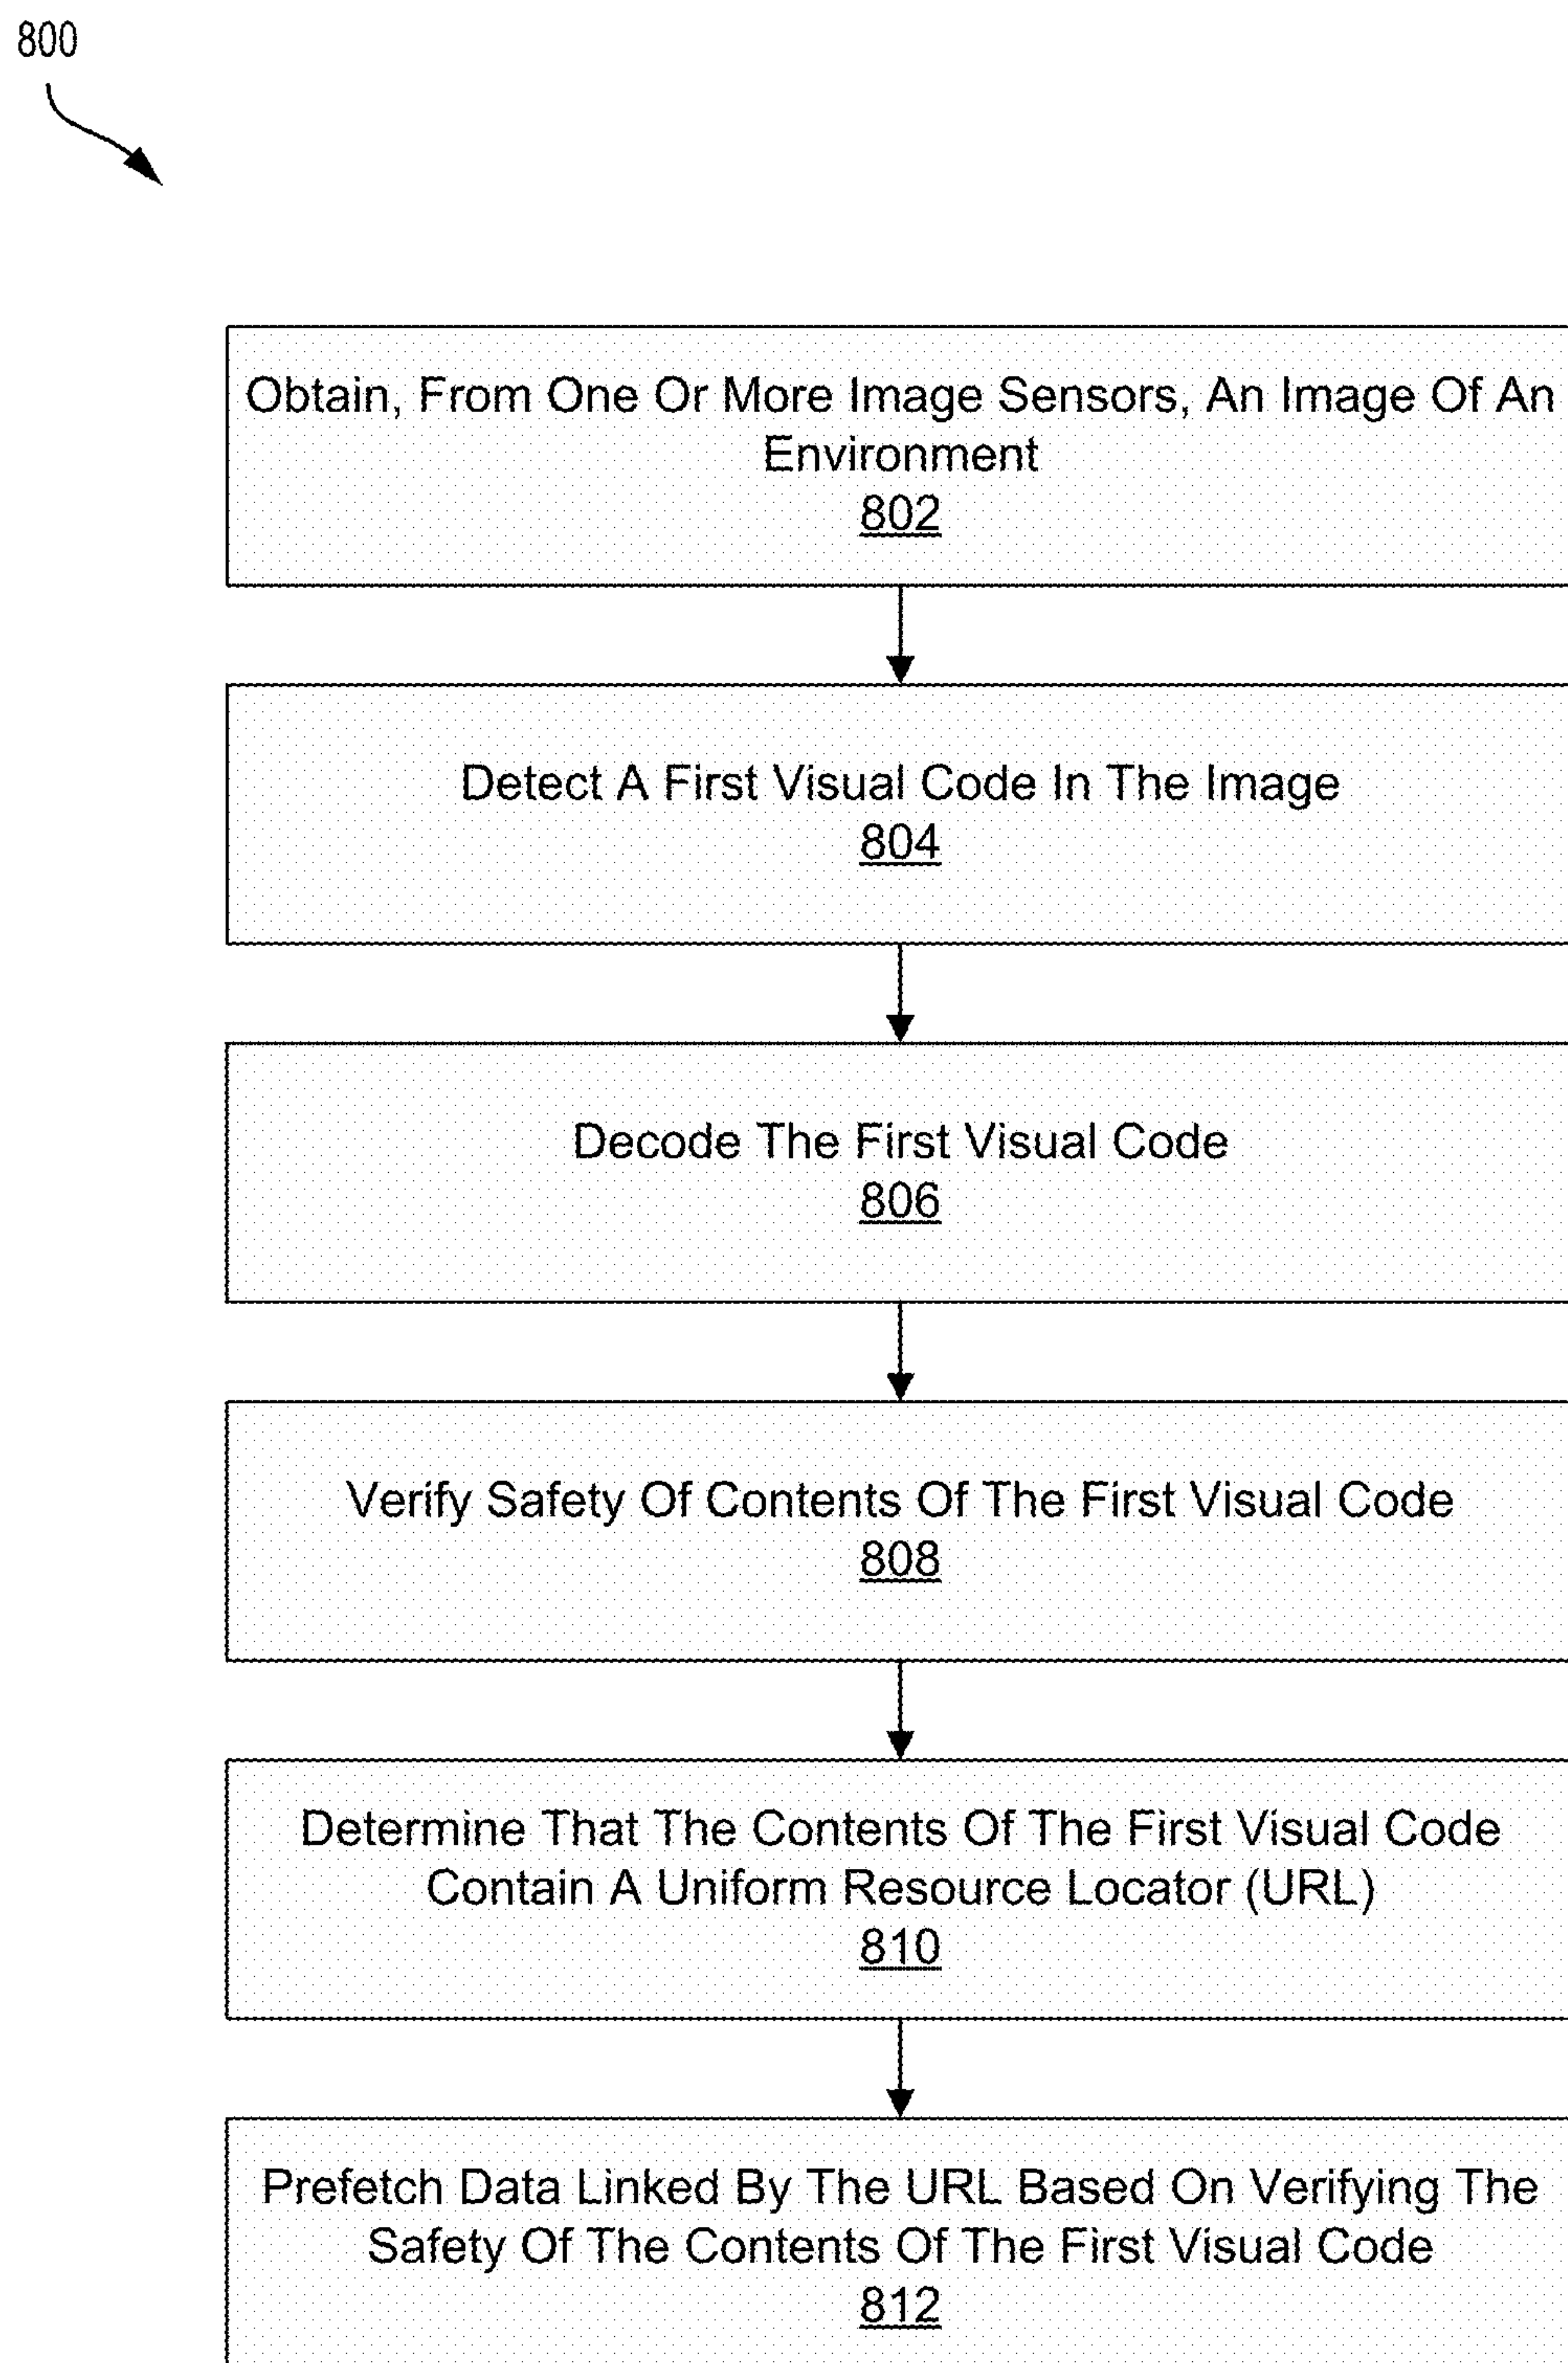 800
Obtain, From One Or More Image Sensors, An Image Of An
Environment
802
Detect A First Visual Code In The Image
804
Decode The First Visual Code
806
Verify Safety Of Contents Of The First Visual Code
808
Determine That The Contents Of The First Visual Code
Contain A Uniform Resource Locator (URL)
810
Prefetch Data Linked By The URL Based On Verifying The
Safety Of The Contents Of The First Visual Code
812